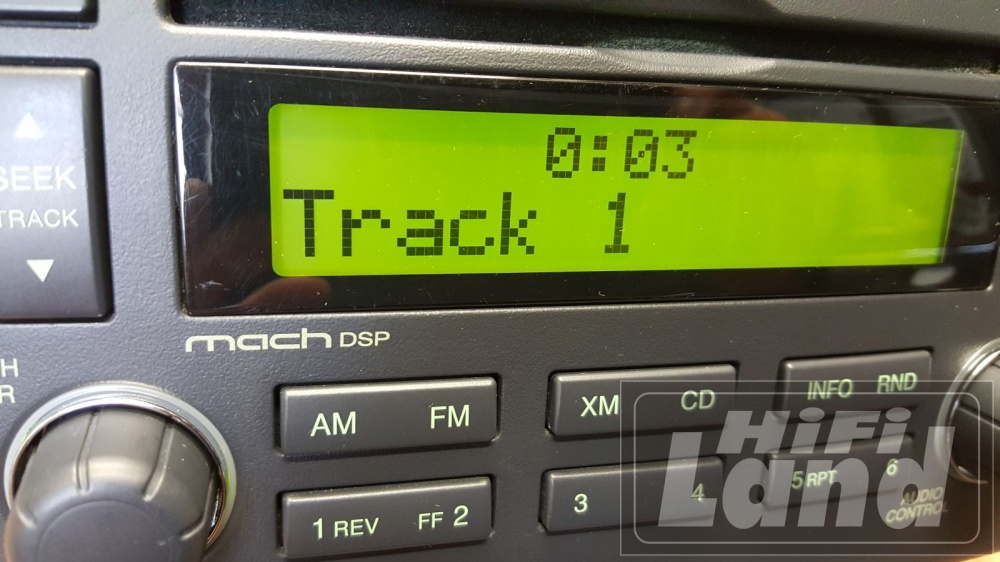 0:03
Track 1
SEEK
TRACK
mach DSP
AM FM
XM CD
INFO RND
1 REV FF 2
3 4
5 RPT 6
AUDIO
CONTROL
HiFi
Land